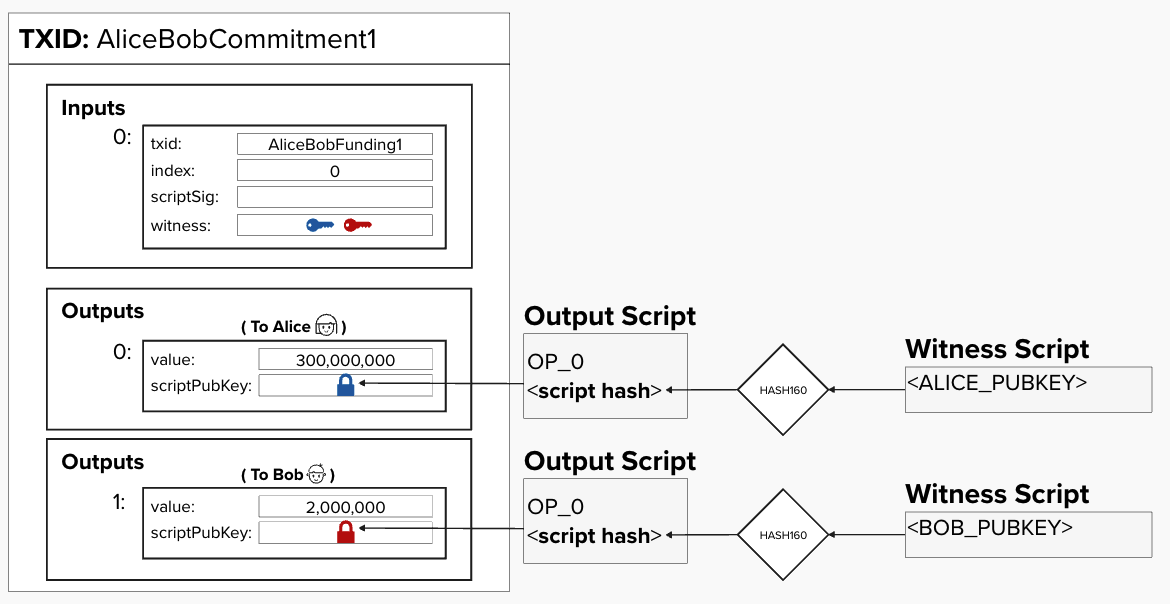 TXID: AliceBobCommitment1
Inputs
0:
txid: AliceBobFunding1
index: 0
scriptSig:
witness:
Outputs
( To Alice )
0:
value: 300,000,000
scriptPubKey:
Output Script
OP_0
<script hash>
HASH160
Witness Script
<ALICE_PUBKEY>
Outputs
( To Bob )
1:
value: 2,000,000
scriptPubKey:
Output Script
OP_0
<script hash>
HASH160
Witness Script
<BOB_PUBKEY>